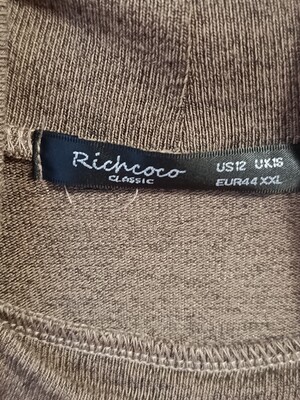 Richcoco
CLASSIC
US12 UK16
EUR44 XXL